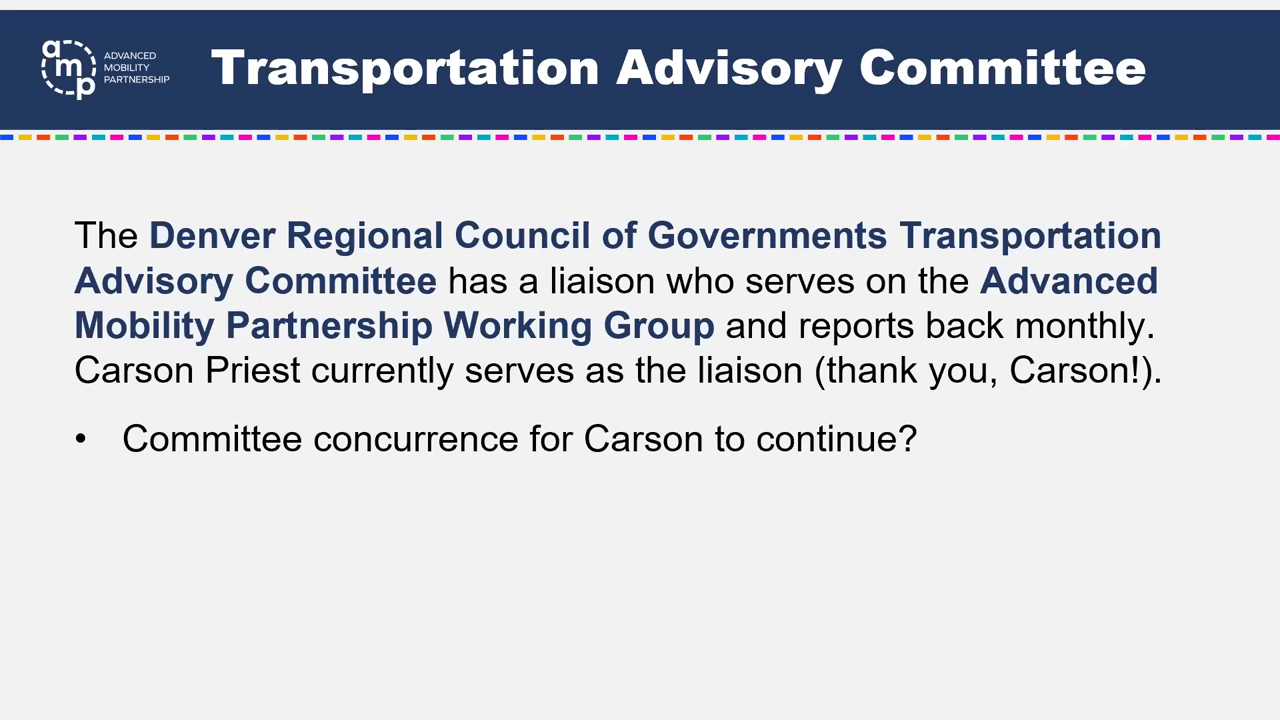 amp
ADVANCED
MOBILITY
PARTNERSHIP
Transportation Advisory Committee
The Denver Regional Council of Governments Transportation
Advisory Committee has a liaison who serves on the Advanced
Mobility Partnership Working Group and reports back monthly.
Carson Priest currently serves as the liaison (thank you, Carson!).
• Committee concurrence for Carson to continue?